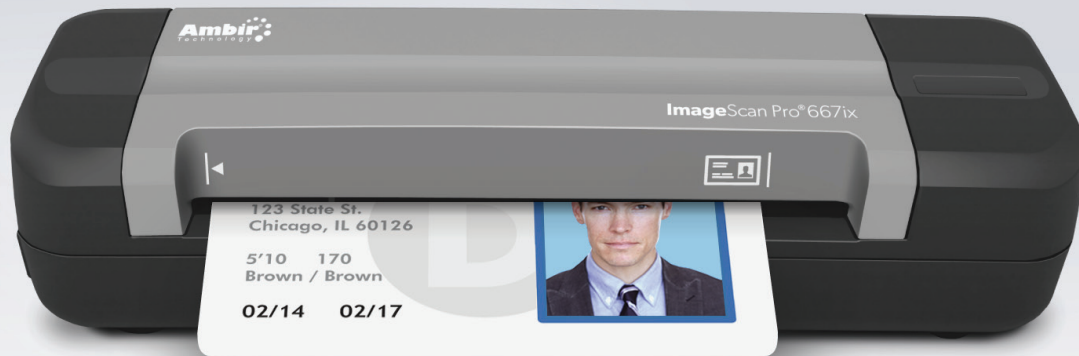 Ambir
Technology
ImageScan Pro® 667ix
123 State St.
Chicago, IL 60126
5'10 170
Brown / Brown
02/14 02/17